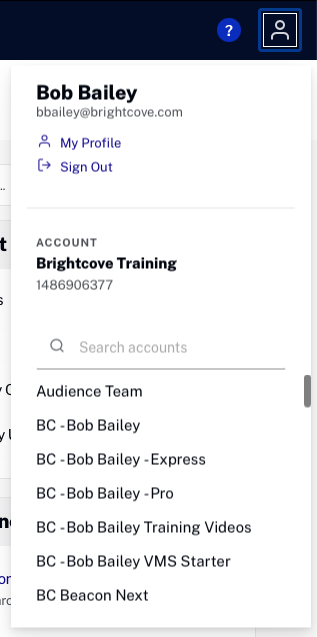 ?
Bob Bailey
bbailey@brightcove.com
My Profile
Sign Out
ACCOUNT
Brightcove Training
1486906377
Search accounts
Audience Team
BC - Bob Bailey
BC - Bob Bailey - Express
BC - Bob Bailey - Pro
BC - Bob Bailey Training Videos
BC - Bob Bailey VMS Starter
BC Beacon Next